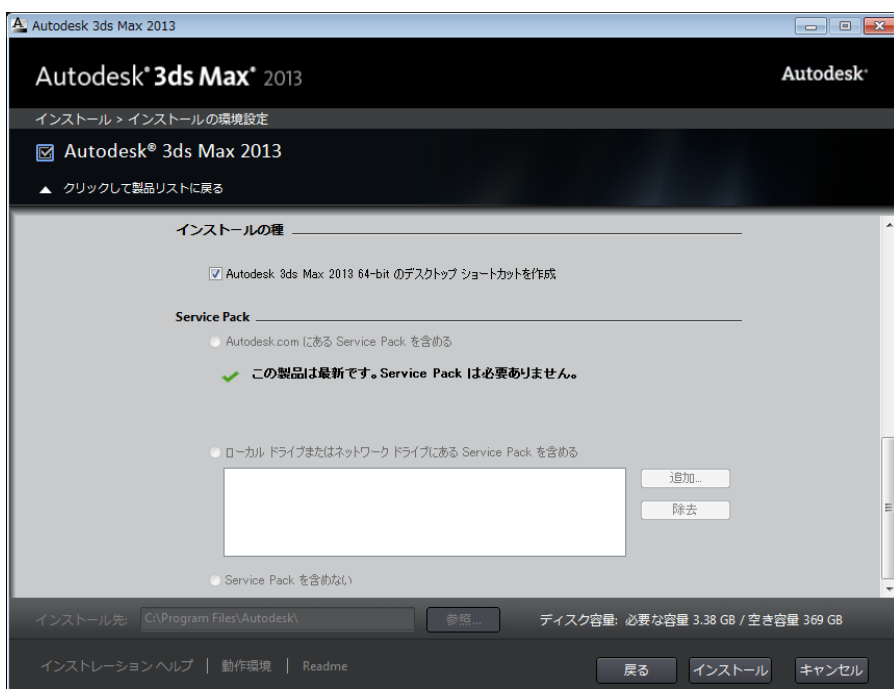 Autodesk 3ds Max 2013
Autodesk® 3ds Max® 2013
Autodesk®
インストール > インストールの環境設定
Autodesk® 3ds Max 2013
クリックして製品リストに戻る
インストールの種
Autodesk 3ds Max 2013 64-bit のデスクトップ ショートカットを作成
Service Pack
Autodesk.com にある Service Pack を含める
この製品は最新です。Service Pack は必要ありません。
ローカル ドライブまたはネットワーク ドライブにある Service Pack を含める
追加...
除去
Service Pack を含めない
インストール先: C:\Program Files\Autodesk\ 参照... ディスク容量: 必要な容量 3.38 GB / 空き容量 369 GB
インストレーション ヘルプ | 動作環境 | Readme 戻る インストール キャンセル